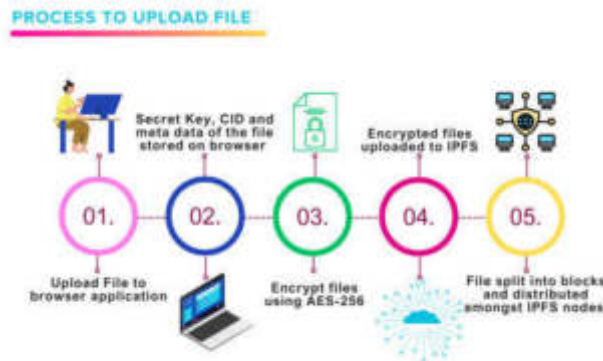 PROCESS TO UPLOAD FILE
Secret Key, CID and
meta data of the file
stored on browser
Encrypted files
uploaded to IPFS
01.
02.
03.
04.
05.
Upload File to
browser application
Encrypt files
using AES-256
File split into blocks
and distributed
amongst IPFS nodes